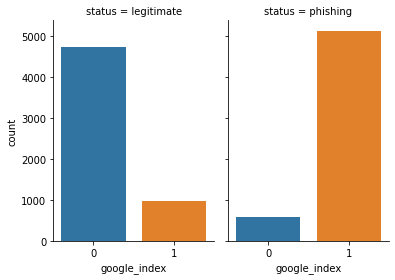 status = legitimate
status = phishing
count
5000
4000
3000
2000
1000
0
0 1
0 1
google_index
google_index